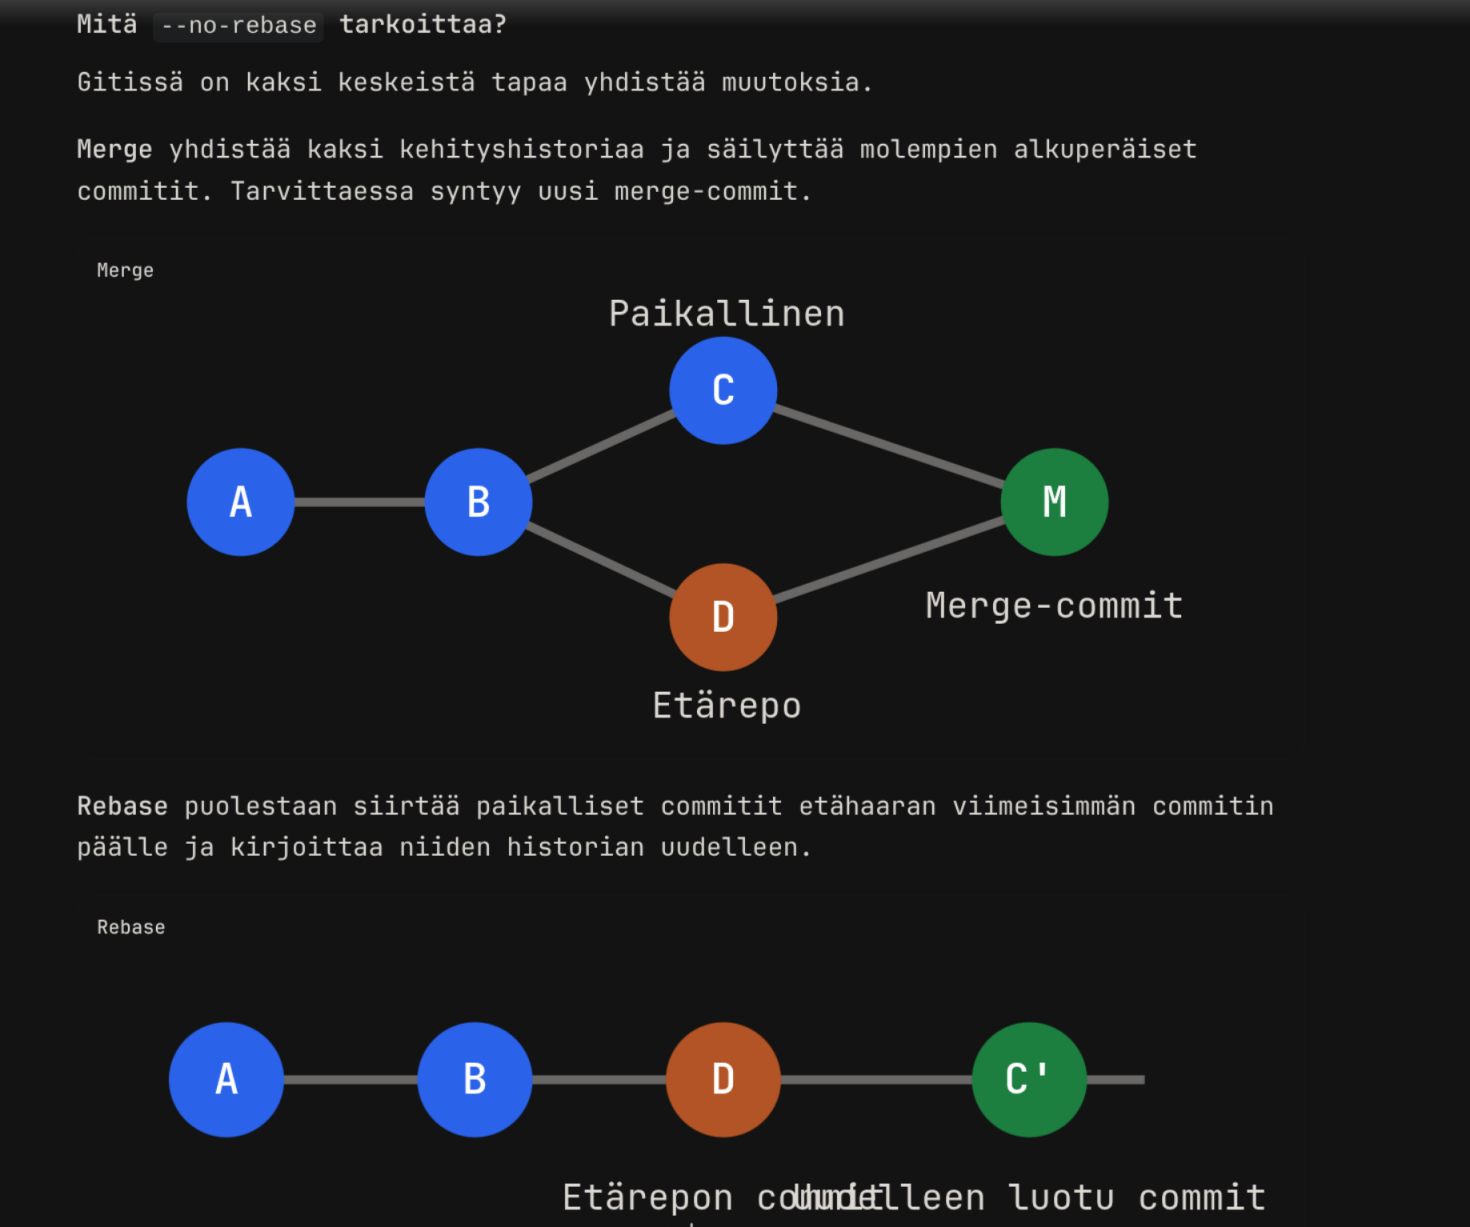 Mitä --no-rebase tarkoittaa?
Gitissä on kaksi keskeistä tapaa yhdistää muutoksia.
Merge yhdistää kaksi kehityshistoriaa ja säilyttää molempien alkuperäiset
commitit. Tarvittaessa syntyy uusi merge-commit.
Merge
Paikallinen
C
A
B
M
D
Merge-commit
Etärepo
Rebase puolestaan siirtää paikalliset commitit etähaaran viimeisimmän commitin
päälle ja kirjoittaa niiden historian uudelleen.
Rebase
A
B
D
C'
Etärepon commit
Uudelleen luotu commit